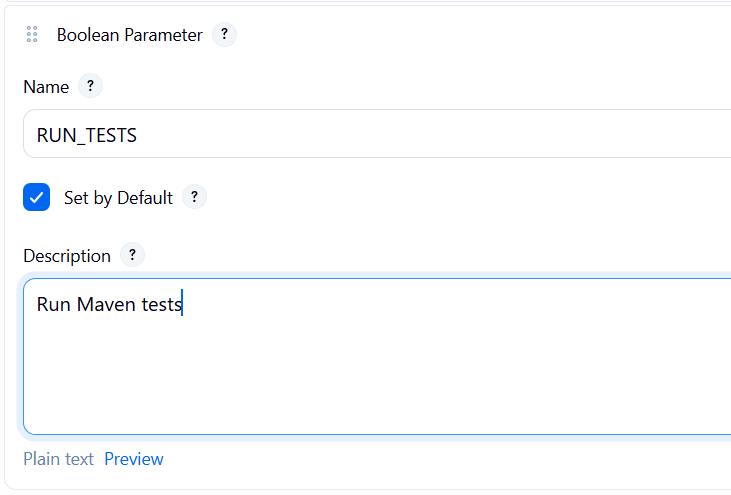 Boolean Parameter ?
Name ?
RUN_TESTS
Set by Default ?
Description ?
Run Maven tests
Plain text Preview